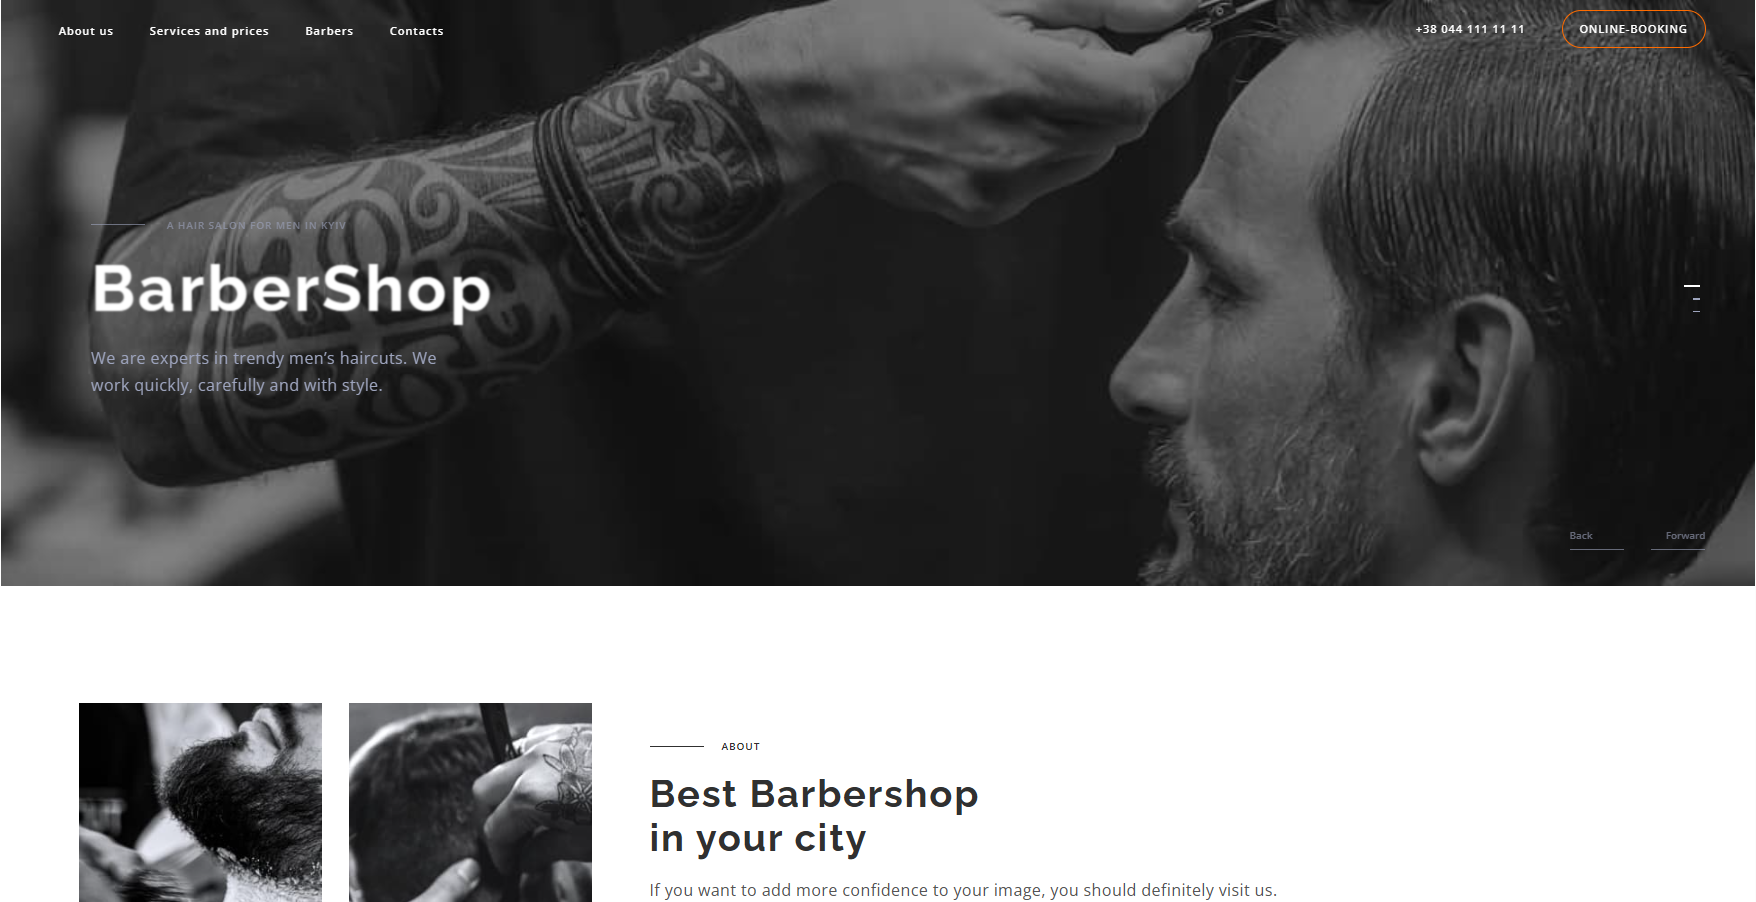 About us Services and prices Barbers Contacts +38 044 111 11 11 ONLINE-BOOKING
A HAIR SALON FOR MEN IN KYIV
BarberShop
We are experts in trendy men’s haircuts. We
work quickly, carefully and with style.
Back Forward
ABOUT
Best Barbershop
in your city
If you want to add more confidence to your image, you should definitely visit us.